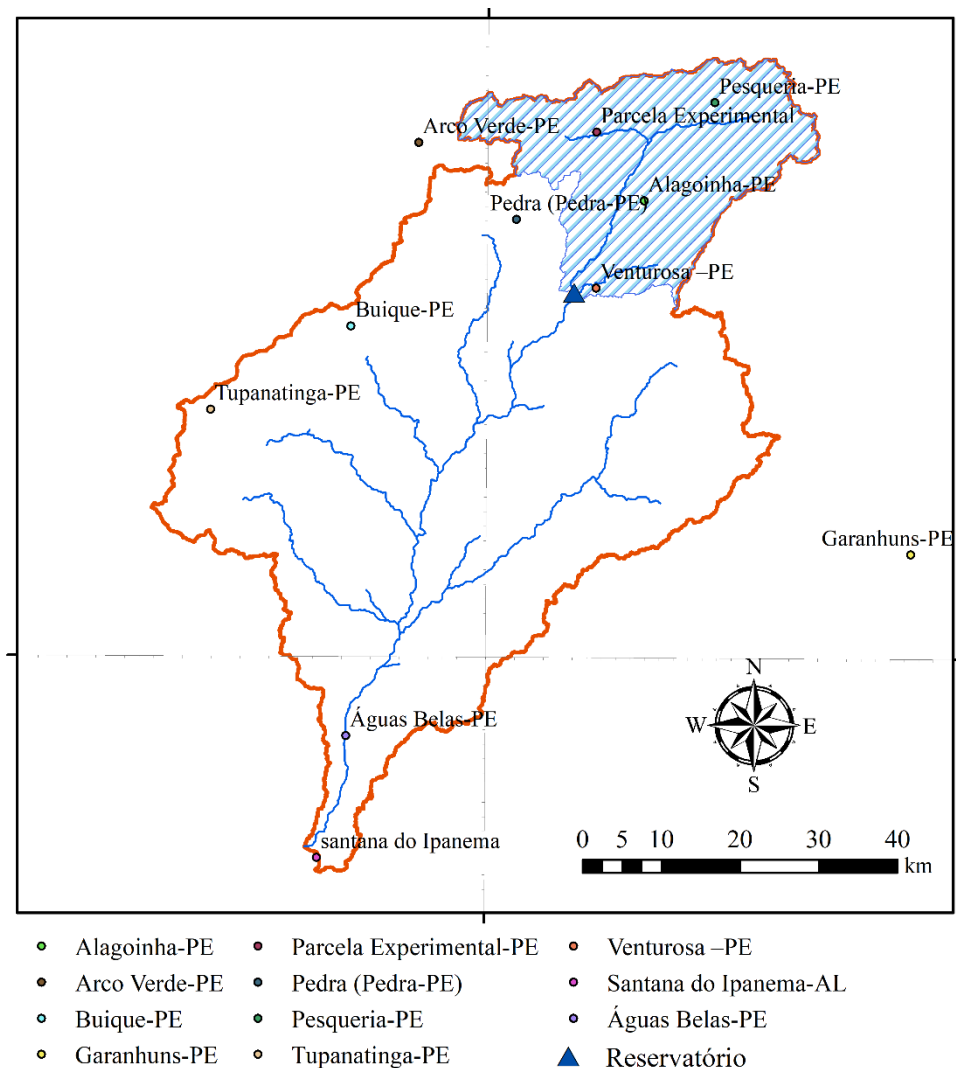 Pesqueria-PE
Arco Verde-PE
Parcela Experimental
Alagoinha-PE
Pedra (Pedra-PE)
Venturosa –PE
Buique-PE
Tupanatinga-PE
Garanhuns-PE
N
W E
S
Águas Belas-PE
santana do Ipanema
0 5 10 20 30 40
km
Alagoinha-PE Parcela Experimental-PE Venturosa –PE
Arco Verde-PE Pedra (Pedra-PE) Santana do Ipanema-AL
Buique-PE Pesqueria-PE Águas Belas-PE
Garanhuns-PE Tupanatinga-PE Reservatório